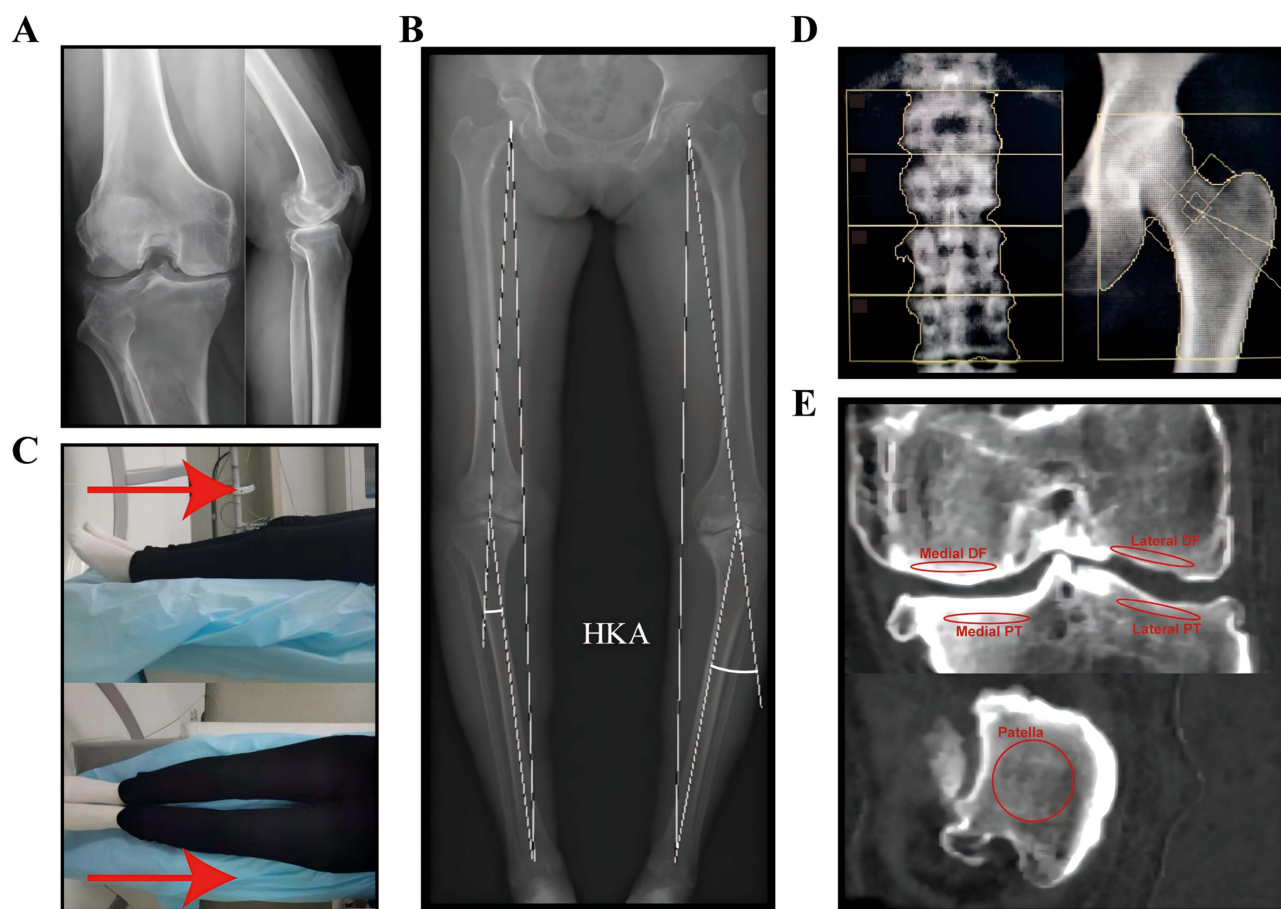 A
B
D
C
E
HKA
Medial DF
Lateral DF
Medial PT
Lateral PT
Patella